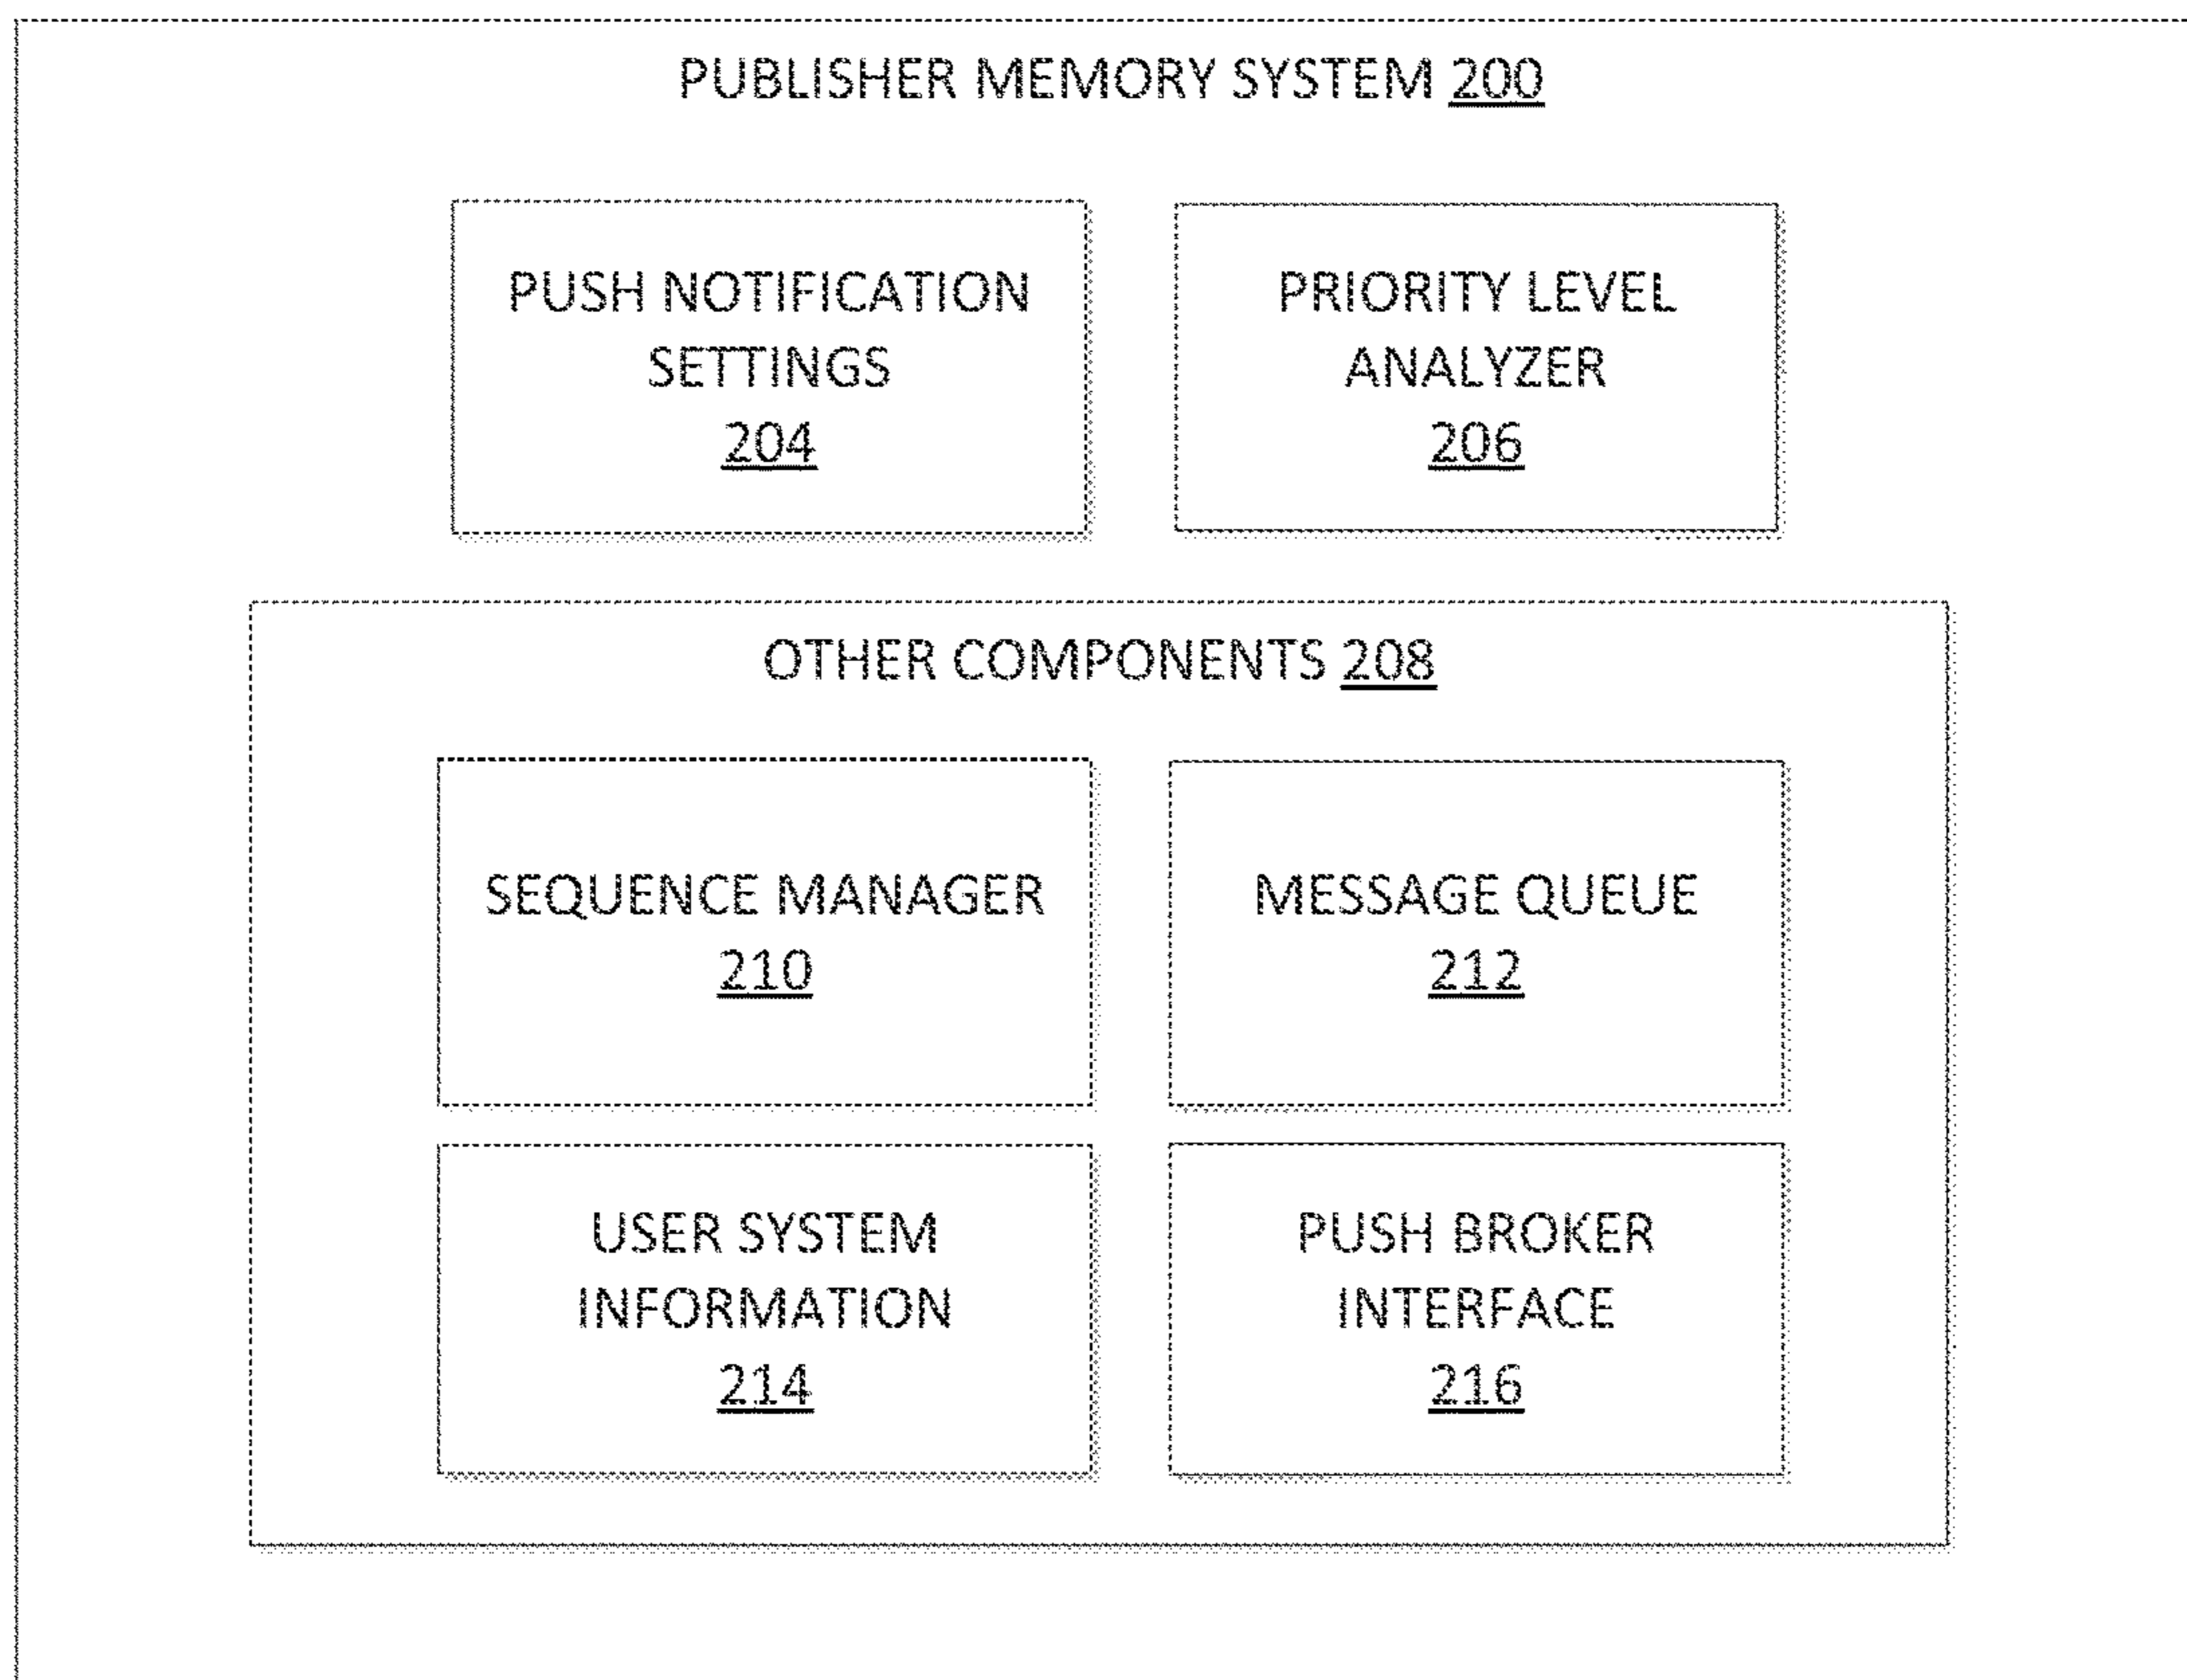 PUBLISHER MEMORY SYSTEM 200
PUSH NOTIFICATION
SETTINGS
204
PRIORITY LEVEL
ANALYZER
206
OTHER COMPONENTS 208
SEQUENCE MANAGER
210
MESSAGE QUEUE
212
USER SYSTEM
INFORMATION
214
PUSH BROKER
INTERFACE
216